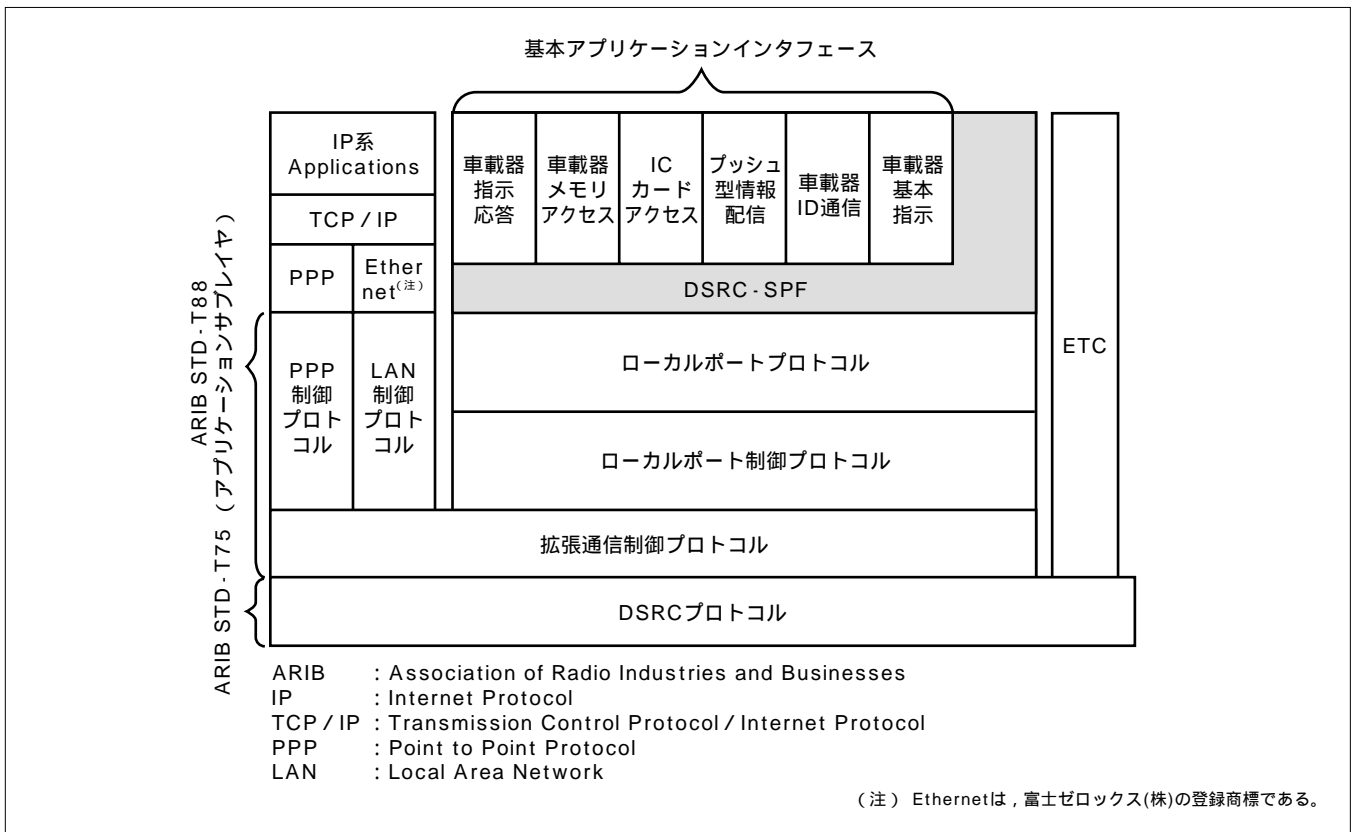 基本アプリケーションインタフェース
IP系
Applications
TCP/IP
PPP
Ether
net(注)
PPP
制御
プロト
コル
LAN
制御
プロト
コル
車載器
指示
応答
車載器
メモリ
アクセス
IC
カード
アクセス
プッシュ
型情報
配信
車載器
ID通信
車載器
基本
指示
DSRC-SPF
ローカルポートプロトコル
ローカルポート制御プロトコル
拡張通信制御プロトコル
ETC
DSRCプロトコル
ARIB STD-T88
(アプリケーションサブレイヤ)
ARIB STD-T75
ARIB : Association of Radio Industries and Businesses
IP : Internet Protocol
TCP/IP : Transmission Control Protocol/Internet Protocol
PPP : Point to Point Protocol
LAN : Local Area Network
(注) Ethernetは,富士ゼロックス(株)の登録商標である。